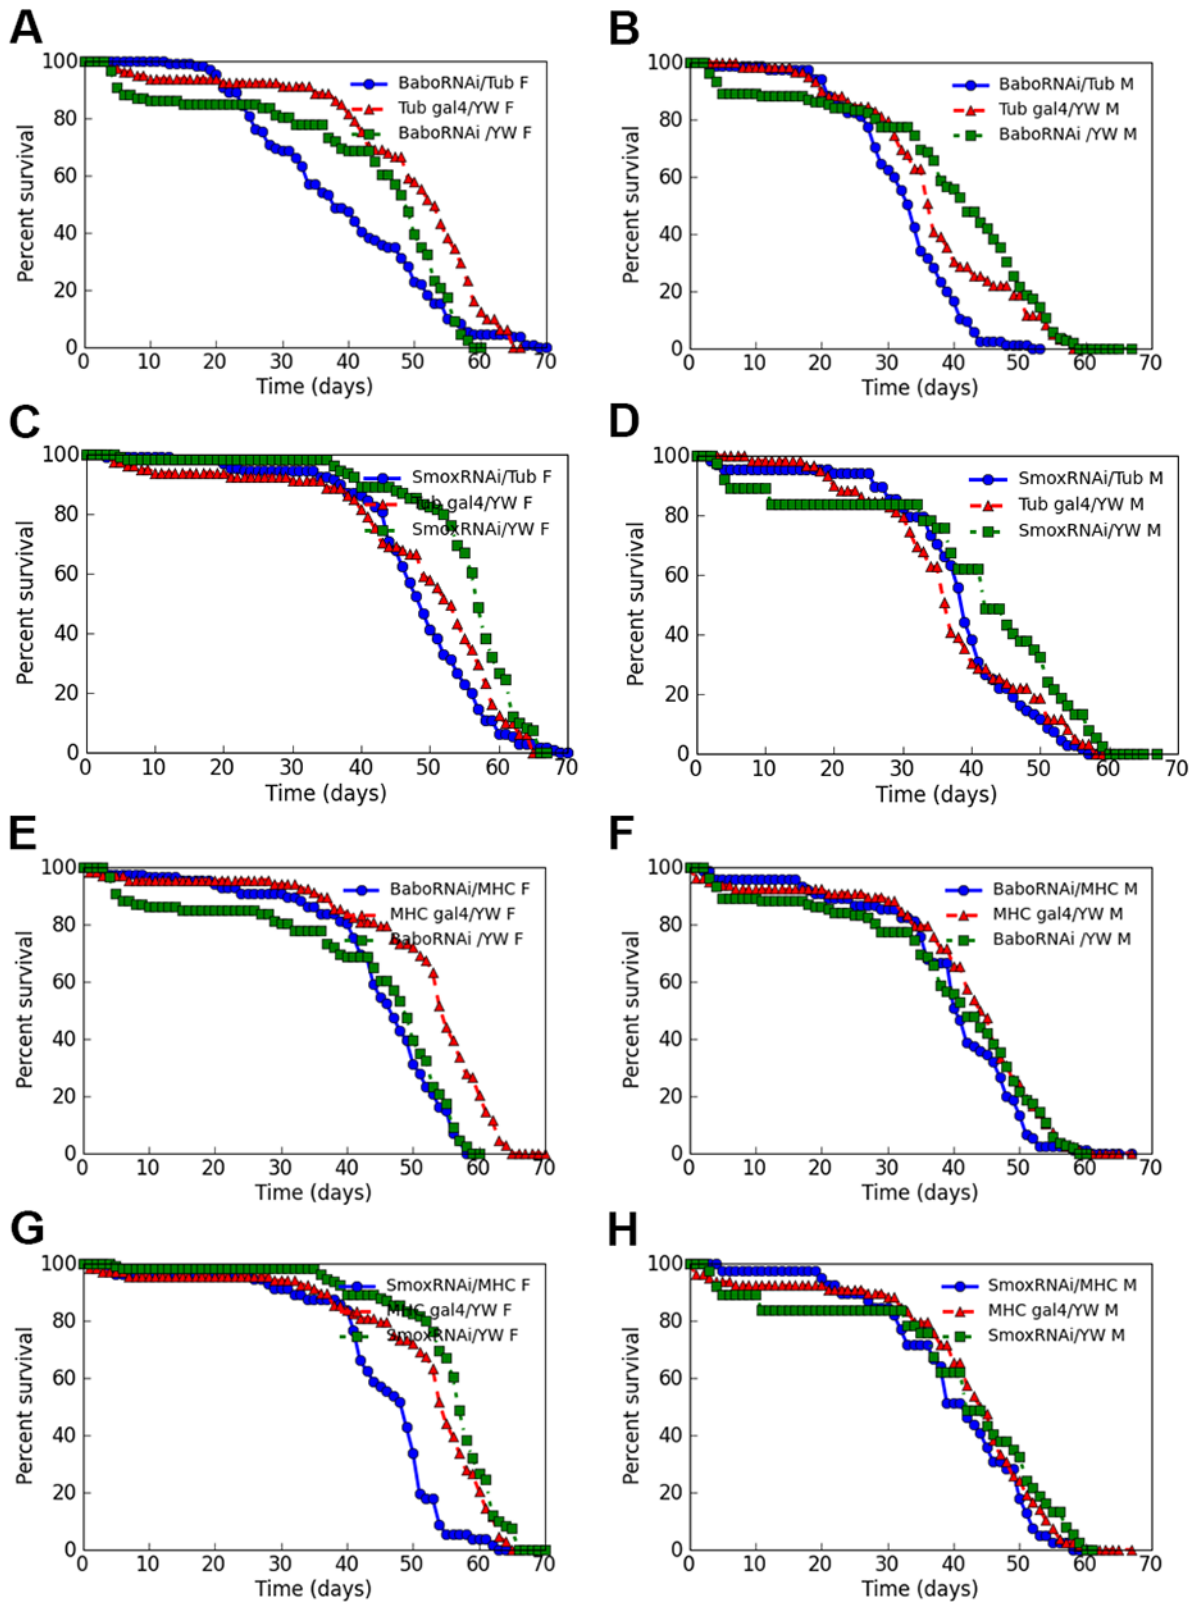 A
100
80
60
40
20
0
Percent survival
BaboRNAi/Tub F
Tub gal4/YW F
BaboRNAi /YW F
0 10 20 30 40 50 60 70
Time (days)
B
100
80
60
40
20
0
Percent survival
BaboRNAi/Tub M
Tub gal4/YW M
BaboRNAi /YW M
0 10 20 30 40 50 60 70
Time (days)
C
100
80
60
40
20
0
Percent survival
SmoxRNAi/Tub F
Tub gal4/YW F
SmoxRNAi/YW F
0 10 20 30 40 50 60 70
Time (days)
D
100
80
60
40
20
0
Percent survival
SmoxRNAi/Tub M
Tub gal4/YW M
SmoxRNAi/YW M
0 10 20 30 40 50 60 70
Time (days)
E
100
80
60
40
20
0
Percent survival
BaboRNAi/MHC F
MHC gal4/YW F
BaboRNAi /YW F
0 10 20 30 40 50 60 70
Time (days)
F
100
80
60
40
20
0
Percent survival
BaboRNAi/MHC M
MHC gal4/YW M
BaboRNAi /YW M
0 10 20 30 40 50 60 70
Time (days)
G
100
80
60
40
20
0
Percent survival
SmoxRNAi/MHC F
MHC gal4/YW F
SmoxRNAi/YW F
0 10 20 30 40 50 60 70
Time (days)
H
100
80
60
40
20
0
Percent survival
SmoxRNAi/MHC M
MHC gal4/YW M
SmoxRNAi/YW M
0 10 20 30 40 50 60 70
Time (days)